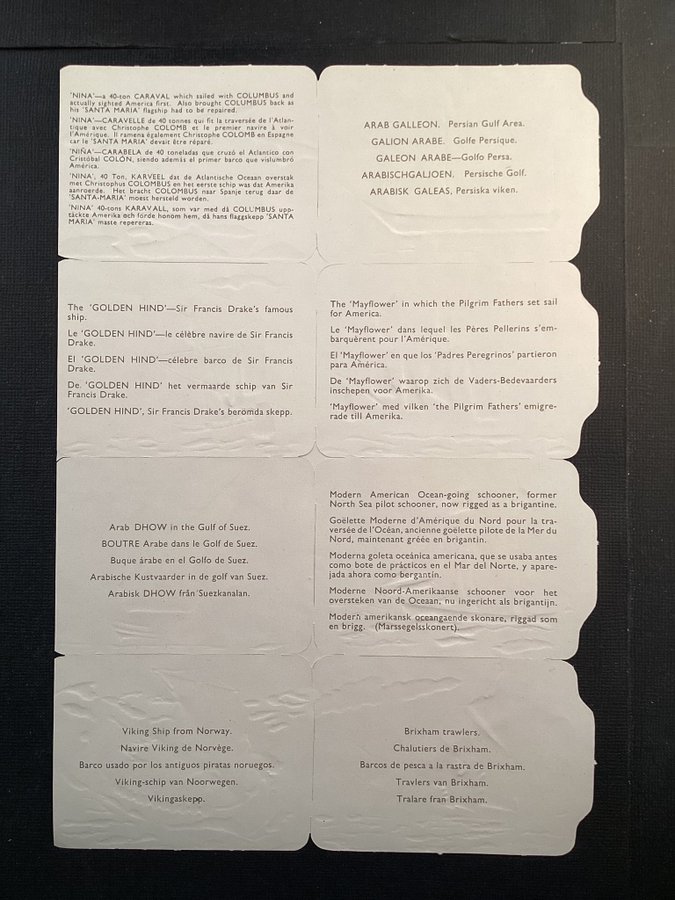 'NINA'—a 40-ton CARAVAL which sailed with COLUMBUS and
actually sighted America first. Also brought COLUMBUS back as
his 'SANTA MARIA' flagship had to be repaired.
'NINA'—CARAVELLE de 40 tonnes qui fit la traversée de l'Atlan-
tique avec Christophe COLOMB et le premier navire à voir
l'Amérique. Il ramena également Christophe COLOMB en Espagne
car le 'SANTA MARIA' devait être réparé.
'NIÑA'—CARABELA de 40 toneladas que cruzó el Atlantico con
Cristóbal COLÓN, siendo además el primer barco que vislumbró
América.
'NINA', 40 Ton, KARVEEL dat de Atlantische Oceaan overstak
met Christophus COLUMBUS en het eerste schip was dat Amerika
aanroerde. Het bracht COLUMBUS naar Spanje terug daar de
'SANTA-MARIA' moest hersteld worden.
'NINA' 40-tons KARAVALL, som var med då COLUMBUS upp-
täckte Amerika och förde honom hem, då hans flaggskepp 'SANTA
MARIA' maste repereras.
ARAB GALLEON. Persian Gulf Area.
GALION ARABE. Golfe Persique.
GALEON ARABE—Golfo Persa.
ARABISCHGALJOEN. Persische Golf.
ARABISK GALEAS, Persiska viken.
The 'GOLDEN HIND'—Sir Francis Drake's famous
ship.
Le 'GOLDEN HIND'—le célèbre navire de Sir Francis
Drake.
El 'GOLDEN HIND'—célebre barco de Sir Francis
Drake.
De 'GOLDEN HIND' het vermaarde schip van Sir
Francis Drake.
'GOLDEN HIND', Sir Francis Drake's berömda skepp.
The 'Mayflower' in which the Pilgrim Fathers set sail
for America.
Le 'Mayflower' dans lequel les Pères Pellerins s'em-
barquèrent pour l'Amérique.
El 'Mayflower' en que los 'Padres Peregrinos' partieron
para América.
De 'Mayflower' waarop zich de Vaders-Bedevaarders
inschepen voor Amerika.
'Mayflower' med vilken 'the Pilgrim Fathers' emigre-
rade till Amerika.
Arab DHOW in the Gulf of Suez.
BOUTRE Arabe dans le Golf de Suez.
Buque árabe en el Golfo de Suez.
Arabische Kustvaarder in de golf van Suez.
Arabisk DHOW från Suezkanalan.
Modern American Ocean-going schooner, former
North Sea pilot schooner, now rigged as a brigantine.
Goëlette Moderne d'Amérique du Nord pour la tra-
versée de l'Océan, ancienne goëlette pilote de la Mer du
Nord, maintenant gréée en brigantin.
Moderna goleta oceánica americana, que se usaba antes
como bote de prácticos en el Mar del Norte, y apare-
jada ahora como bergantín.
Moderne Noord-Amerikaanse schooner voor het
oversteken van de Oceaan, nu ingericht als brigantijn.
Modern amerikansk oceangaende skonare, riggad som
en brigg. (Marssegelsskonert).
Viking Ship from Norway.
Navire Viking de Norvège.
Barco usado por los antiguos piratas noruegos.
Viking-schip van Noorwegen.
Vikingaskepp.
Brixham trawlers.
Chalutiers de Brixham.
Barcos de pesca a la rastra de Brixham.
Travlers van Brixham.
Tralare fran Brixham.